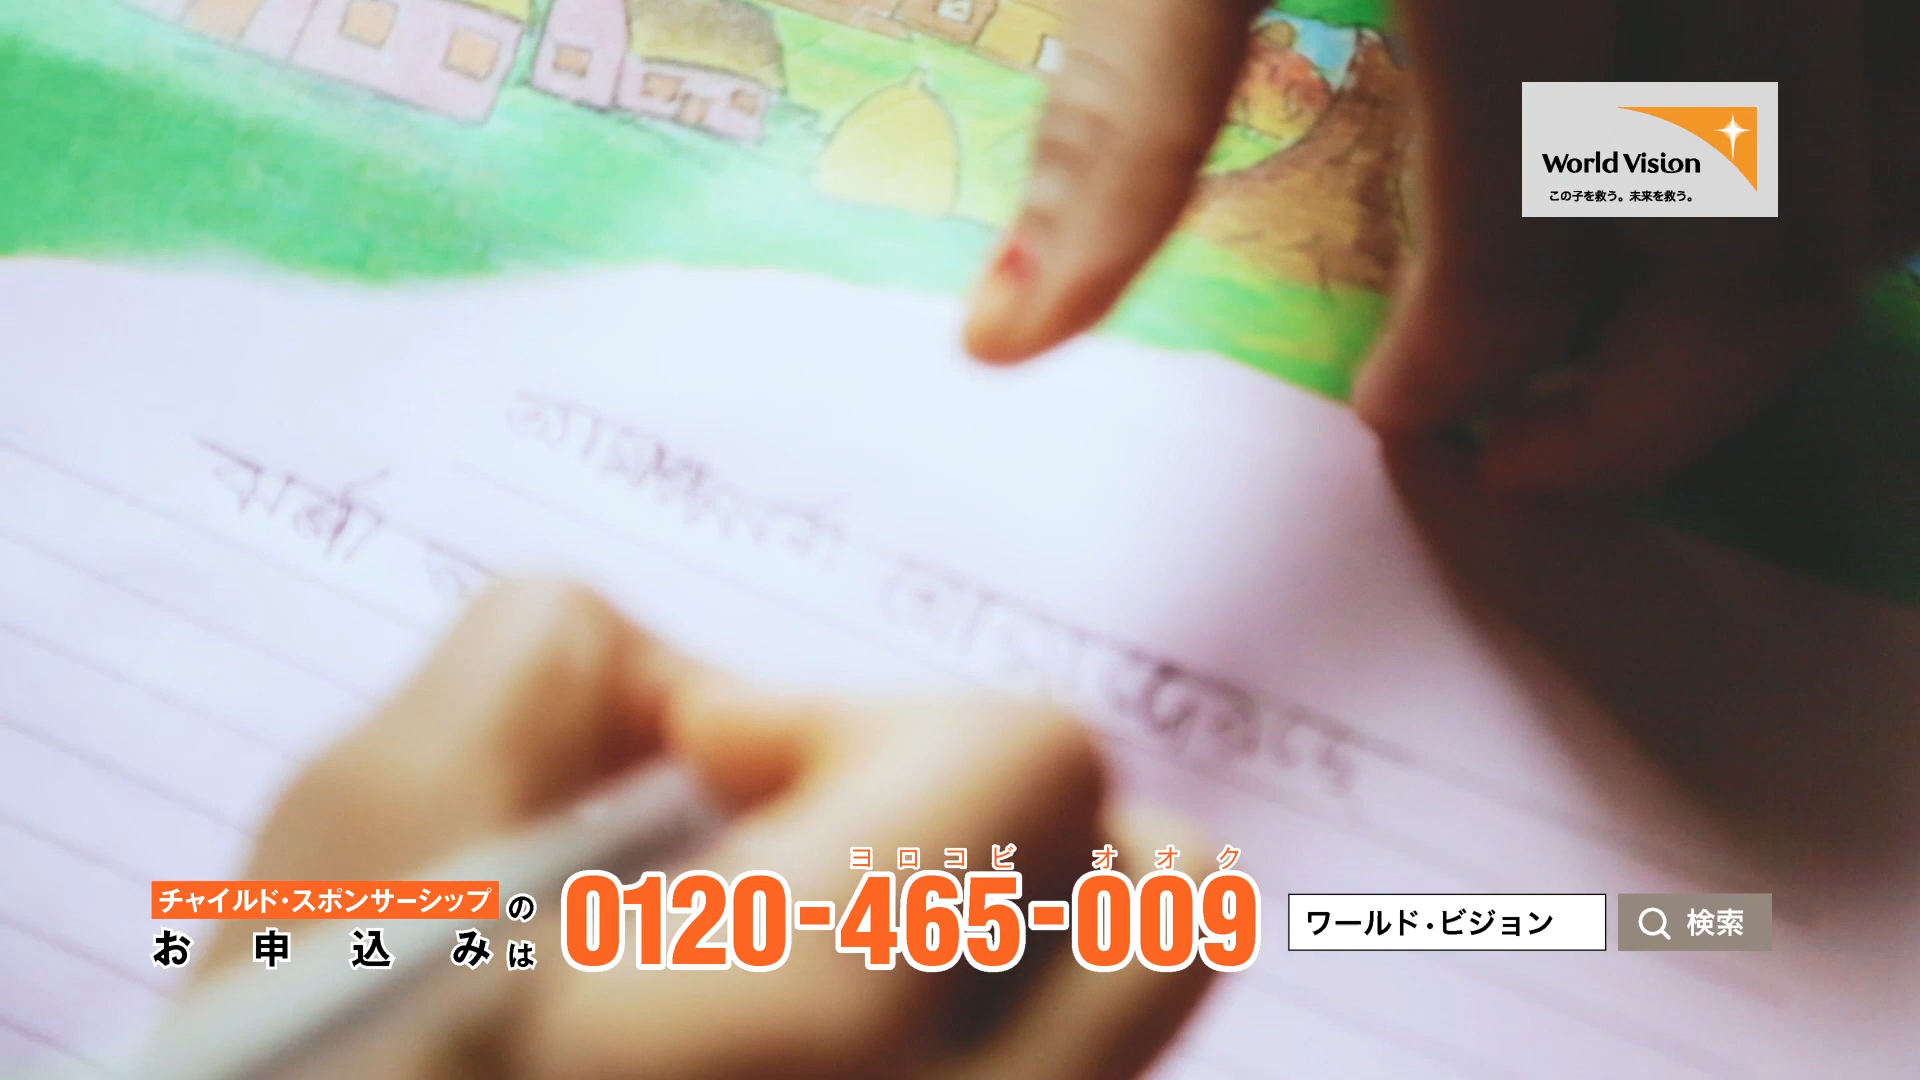 World Vision
この子を救う。未来を救う。
ヨロコビ オオク
チャイルド・スポンサーシップの
お申込みは
0120-465-009
ワールド・ビジョン
検索